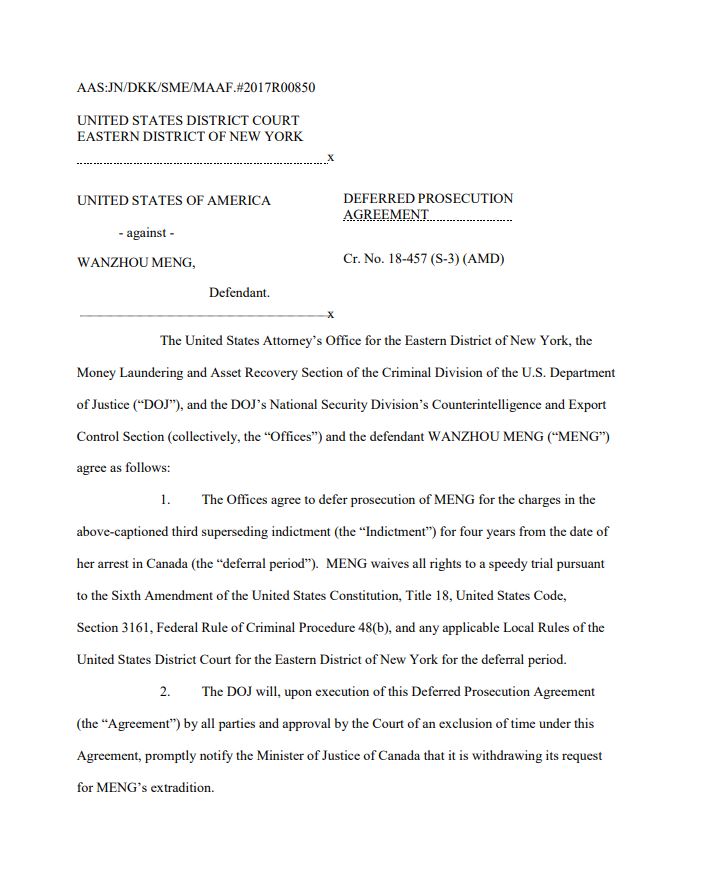 AAS:JN/DKK/SME/MAAF.#2017R00850
UNITED STATES DISTRICT COURT
EASTERN DISTRICT OF NEW YORK
x
UNITED STATES OF AMERICA
- against -
WANZHOU MENG,
Defendant.
x
DEFERRED PROSECUTION
AGREEMENT
Cr. No. 18-457 (S-3) (AMD)
The United States Attorney’s Office for the Eastern District of New York, the
Money Laundering and Asset Recovery Section of the Criminal Division of the U.S. Department
of Justice (“DOJ”), and the DOJ’s National Security Division’s Counterintelligence and Export
Control Section (collectively, the “Offices”) and the defendant WANZHOU MENG (“MENG”)
agree as follows:
1. The Offices agree to defer prosecution of MENG for the charges in the
above-captioned third superseding indictment (the “Indictment”) for four years from the date of
her arrest in Canada (the “deferral period”). MENG waives all rights to a speedy trial pursuant
to the Sixth Amendment of the United States Constitution, Title 18, United States Code,
Section 3161, Federal Rule of Criminal Procedure 48(b), and any applicable Local Rules of the
United States District Court for the Eastern District of New York for the deferral period.
2. The DOJ will, upon execution of this Deferred Prosecution Agreement
(the “Agreement”) by all parties and approval by the Court of an exclusion of time under this
Agreement, promptly notify the Minister of Justice of Canada that it is withdrawing its request
for MENG’s extradition.